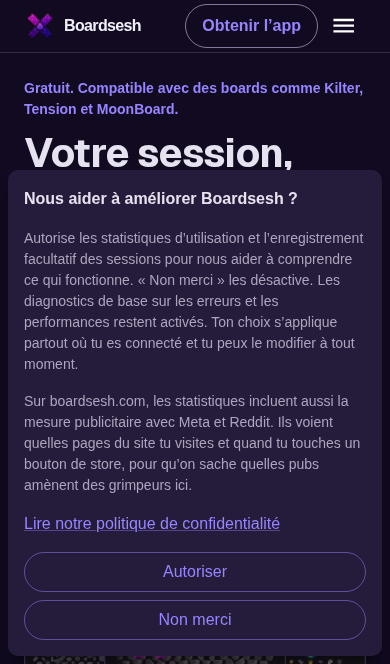 Boardsesh
Obtenir l’app
Gratuit. Compatible avec des boards comme Kilter,
Tension et MoonBoard.
Votre session,
Nous aider à améliorer Boardsesh ?
Autorise les statistiques d’utilisation et l’enregistrement
facultatif des sessions pour nous aider à comprendre
ce qui fonctionne. « Non merci » les désactive. Les
diagnostics de base sur les erreurs et les
performances restent activés. Ton choix s’applique
partout où tu es connecté et tu peux le modifier à tout
moment.
Sur boardsesh.com, les statistiques incluent aussi la
mesure publicitaire avec Meta et Reddit. Ils voient
quelles pages du site tu visites et quand tu touches un
bouton de store, pour qu’on sache quelles pubs
amènent des grimpeurs ici.
Lire notre politique de confidentialité
Autoriser
Non merci